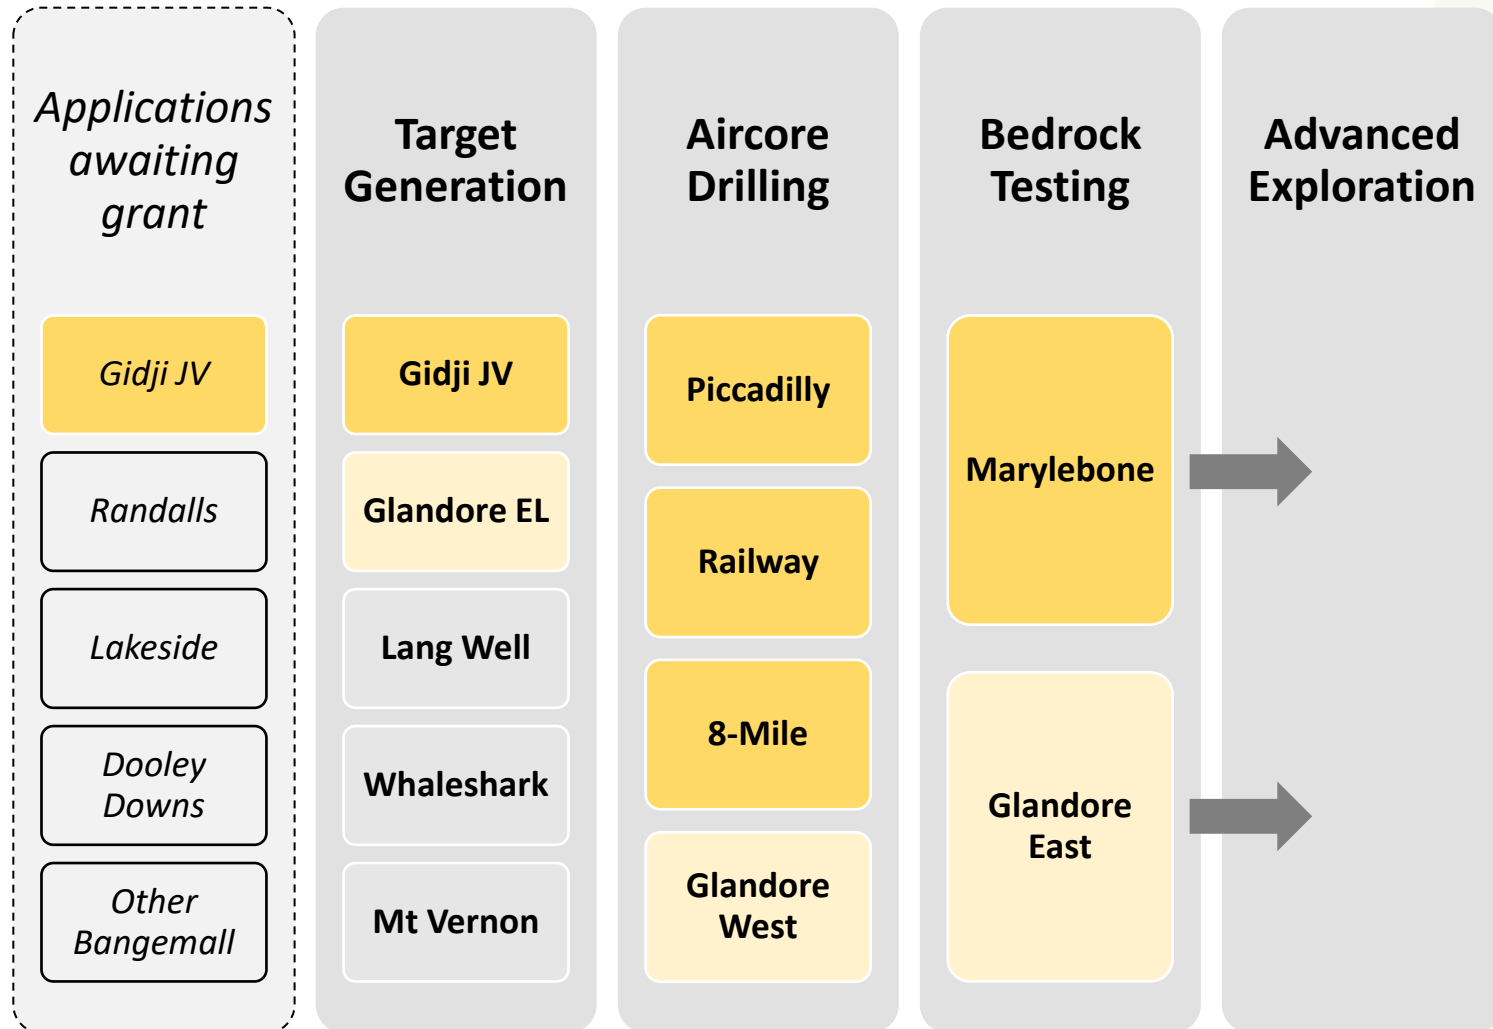 Applications
awaiting
grant
Gidji JV
Randalls
Lakeside
Dooley
Downs
Other
Bangemall
Target
Generation
Gidji JV
Glandore EL
Lang Well
Whaleshark
Mt Vernon
Aircore
Drilling
Piccadilly
Railway
8-Mile
Glandore
West
Bedrock
Testing
Marylebone
Glandore
East
Advanced
Exploration